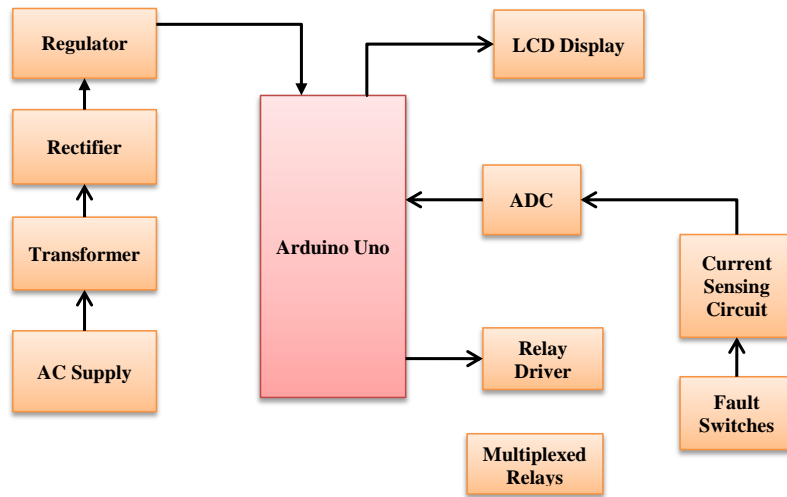 Regulator
LCD Display
Rectifier
ADC
Transformer
Arduino Uno
Current
Sensing
Circuit
AC Supply
Relay
Driver
Fault
Switches
Multiplexed
Relays